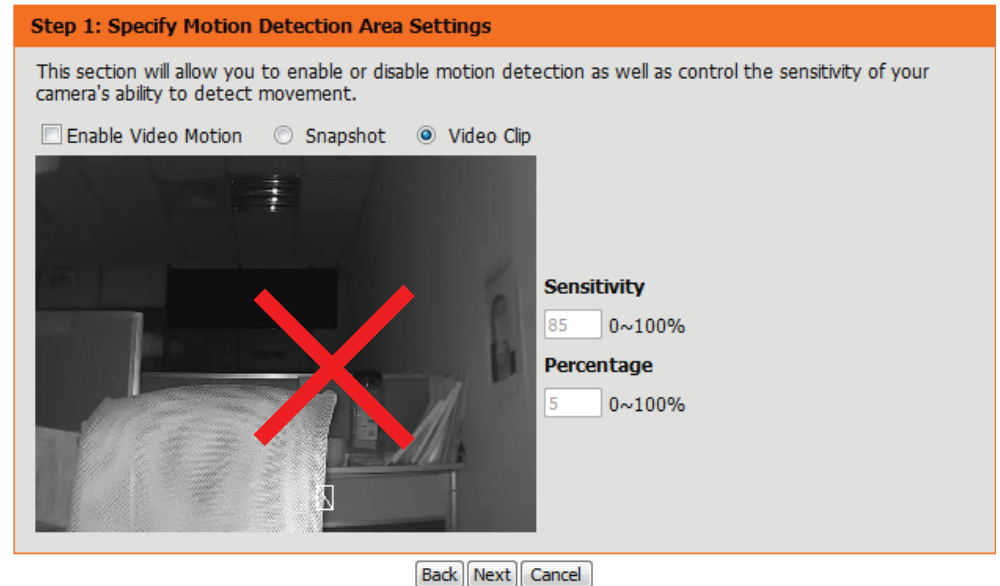 Step 1: Specify Motion Detection Area Settings
This section will allow you to enable or disable motion detection as well as control the sensitivity of your
camera's ability to detect movement.
Enable Video Motion Snapshot Video Clip
Sensitivity
85 0~100%
Percentage
5 0~100%
Back Next Cancel